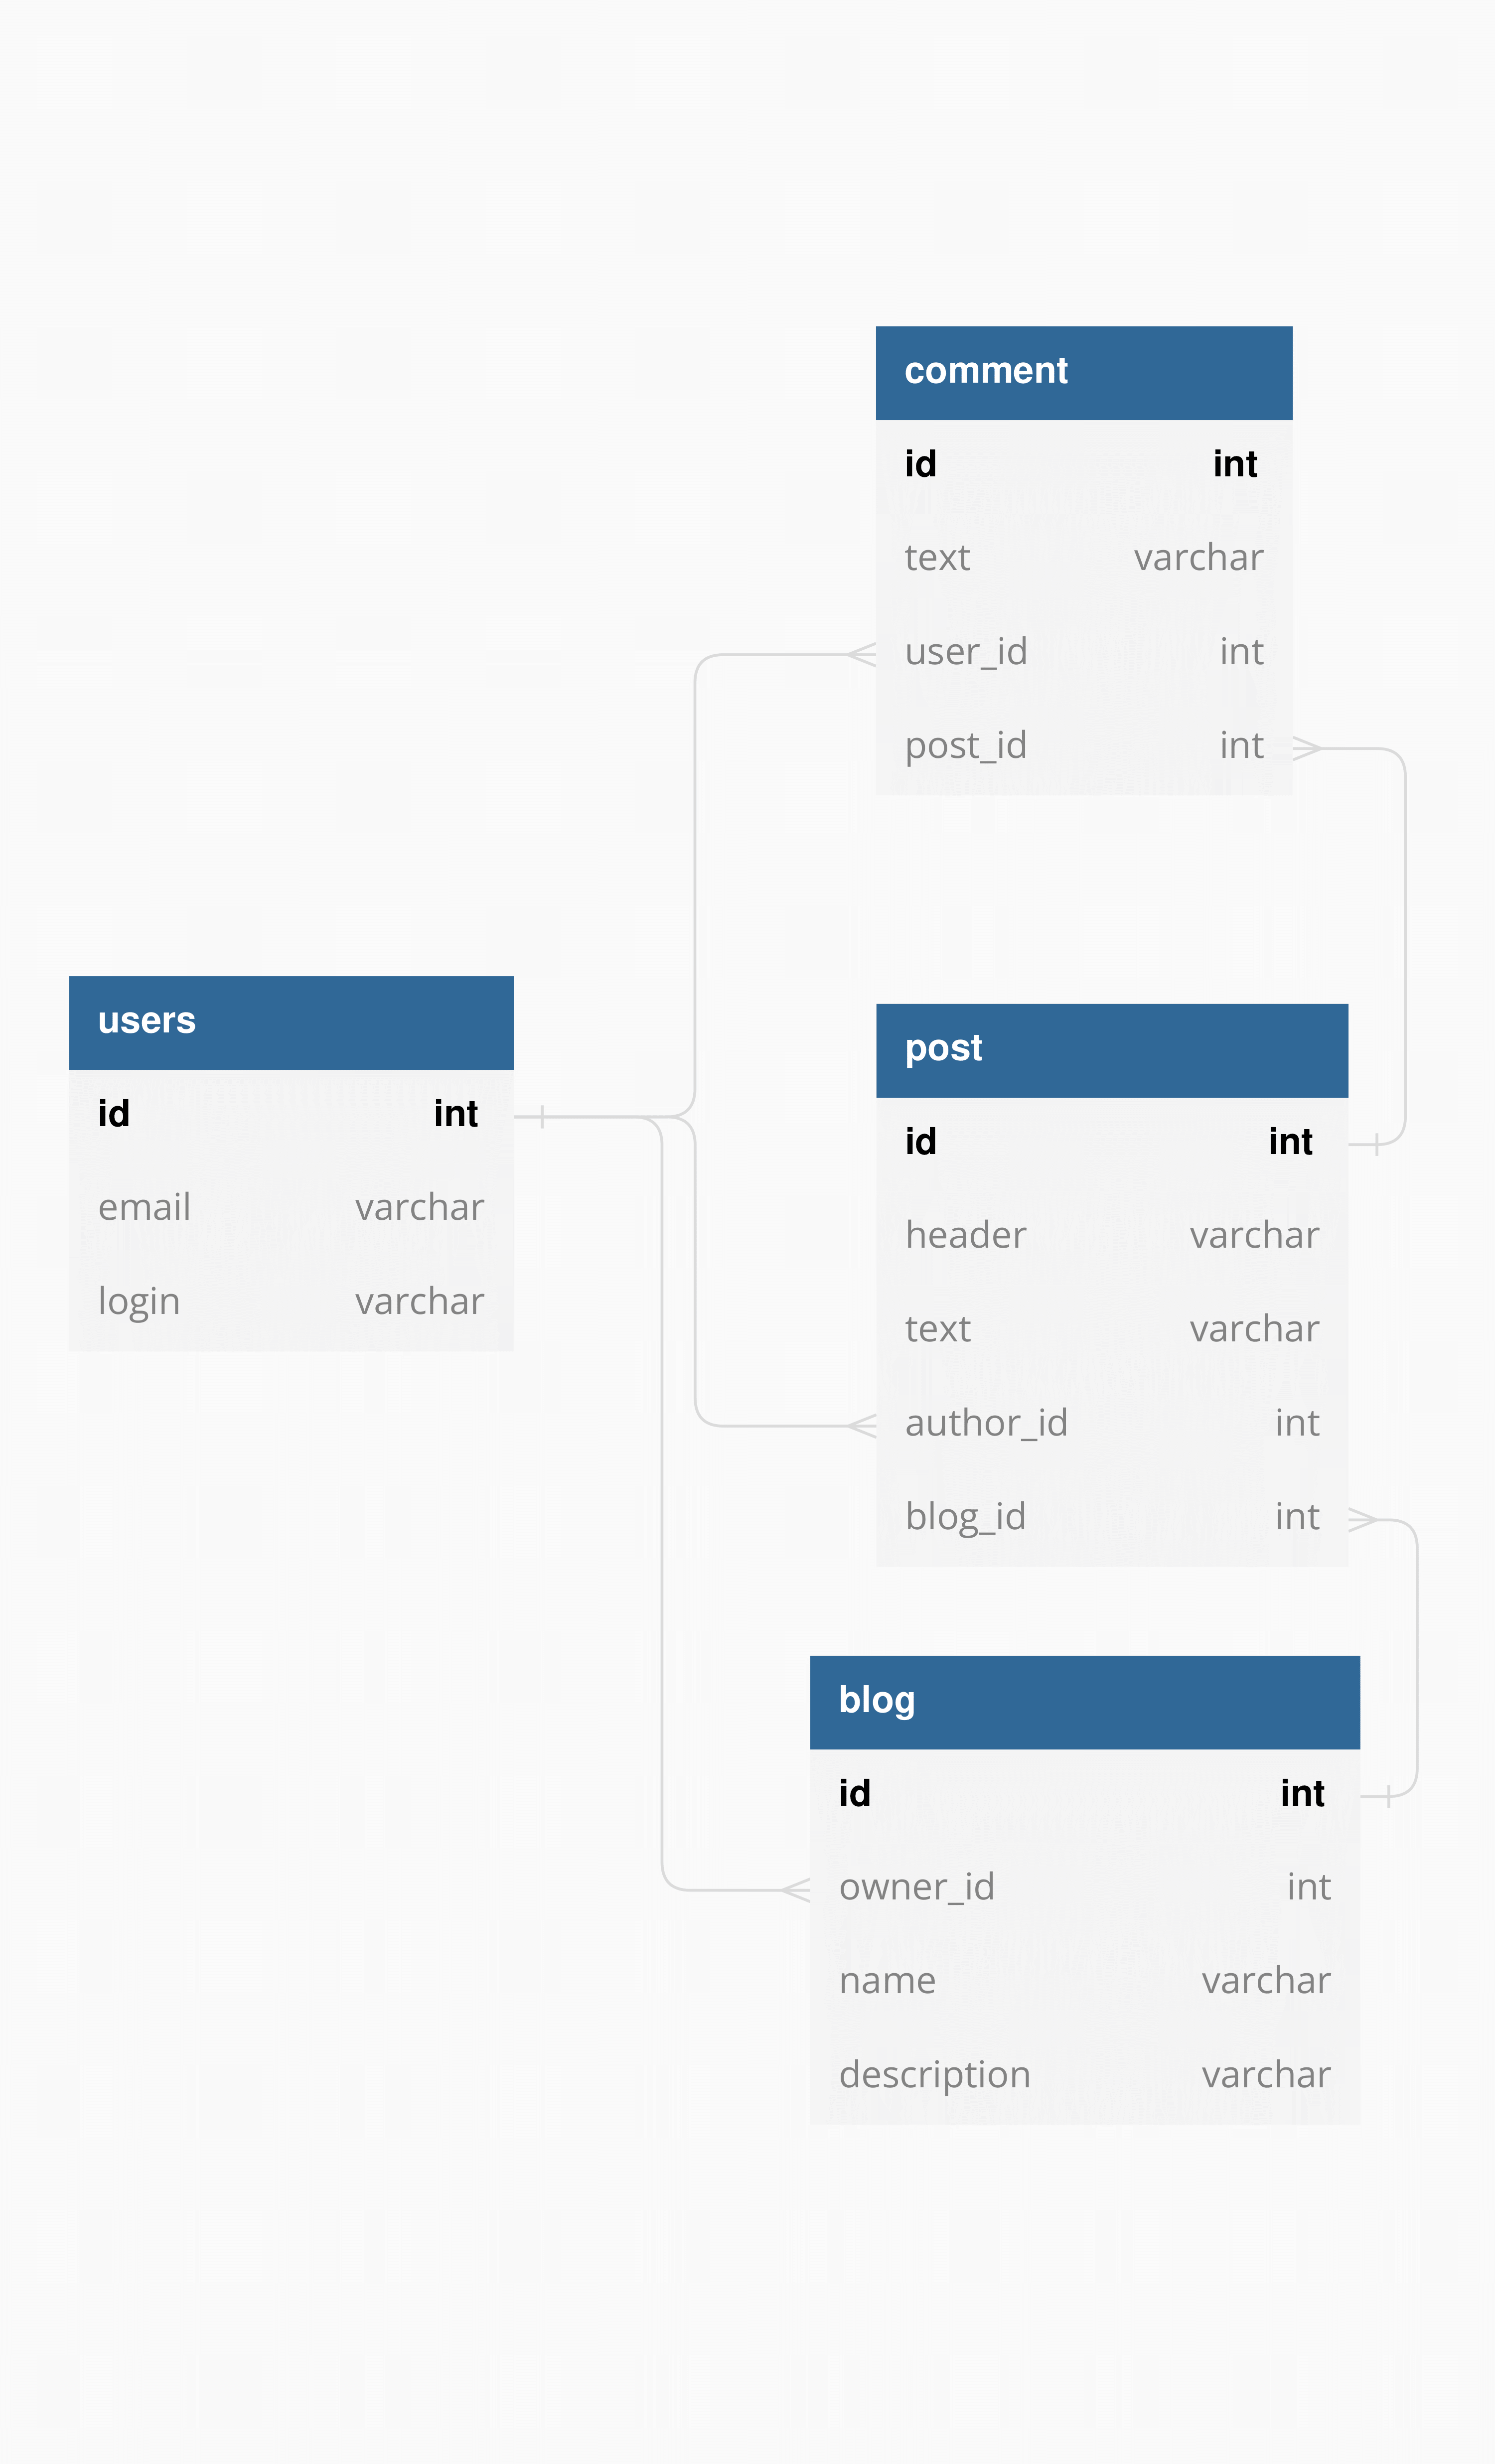 comment
id int
text varchar
user_id int
post_id int
users
id int
email varchar
login varchar
post
id int
header varchar
text varchar
author_id int
blog_id int
blog
id int
owner_id int
name varchar
description varchar